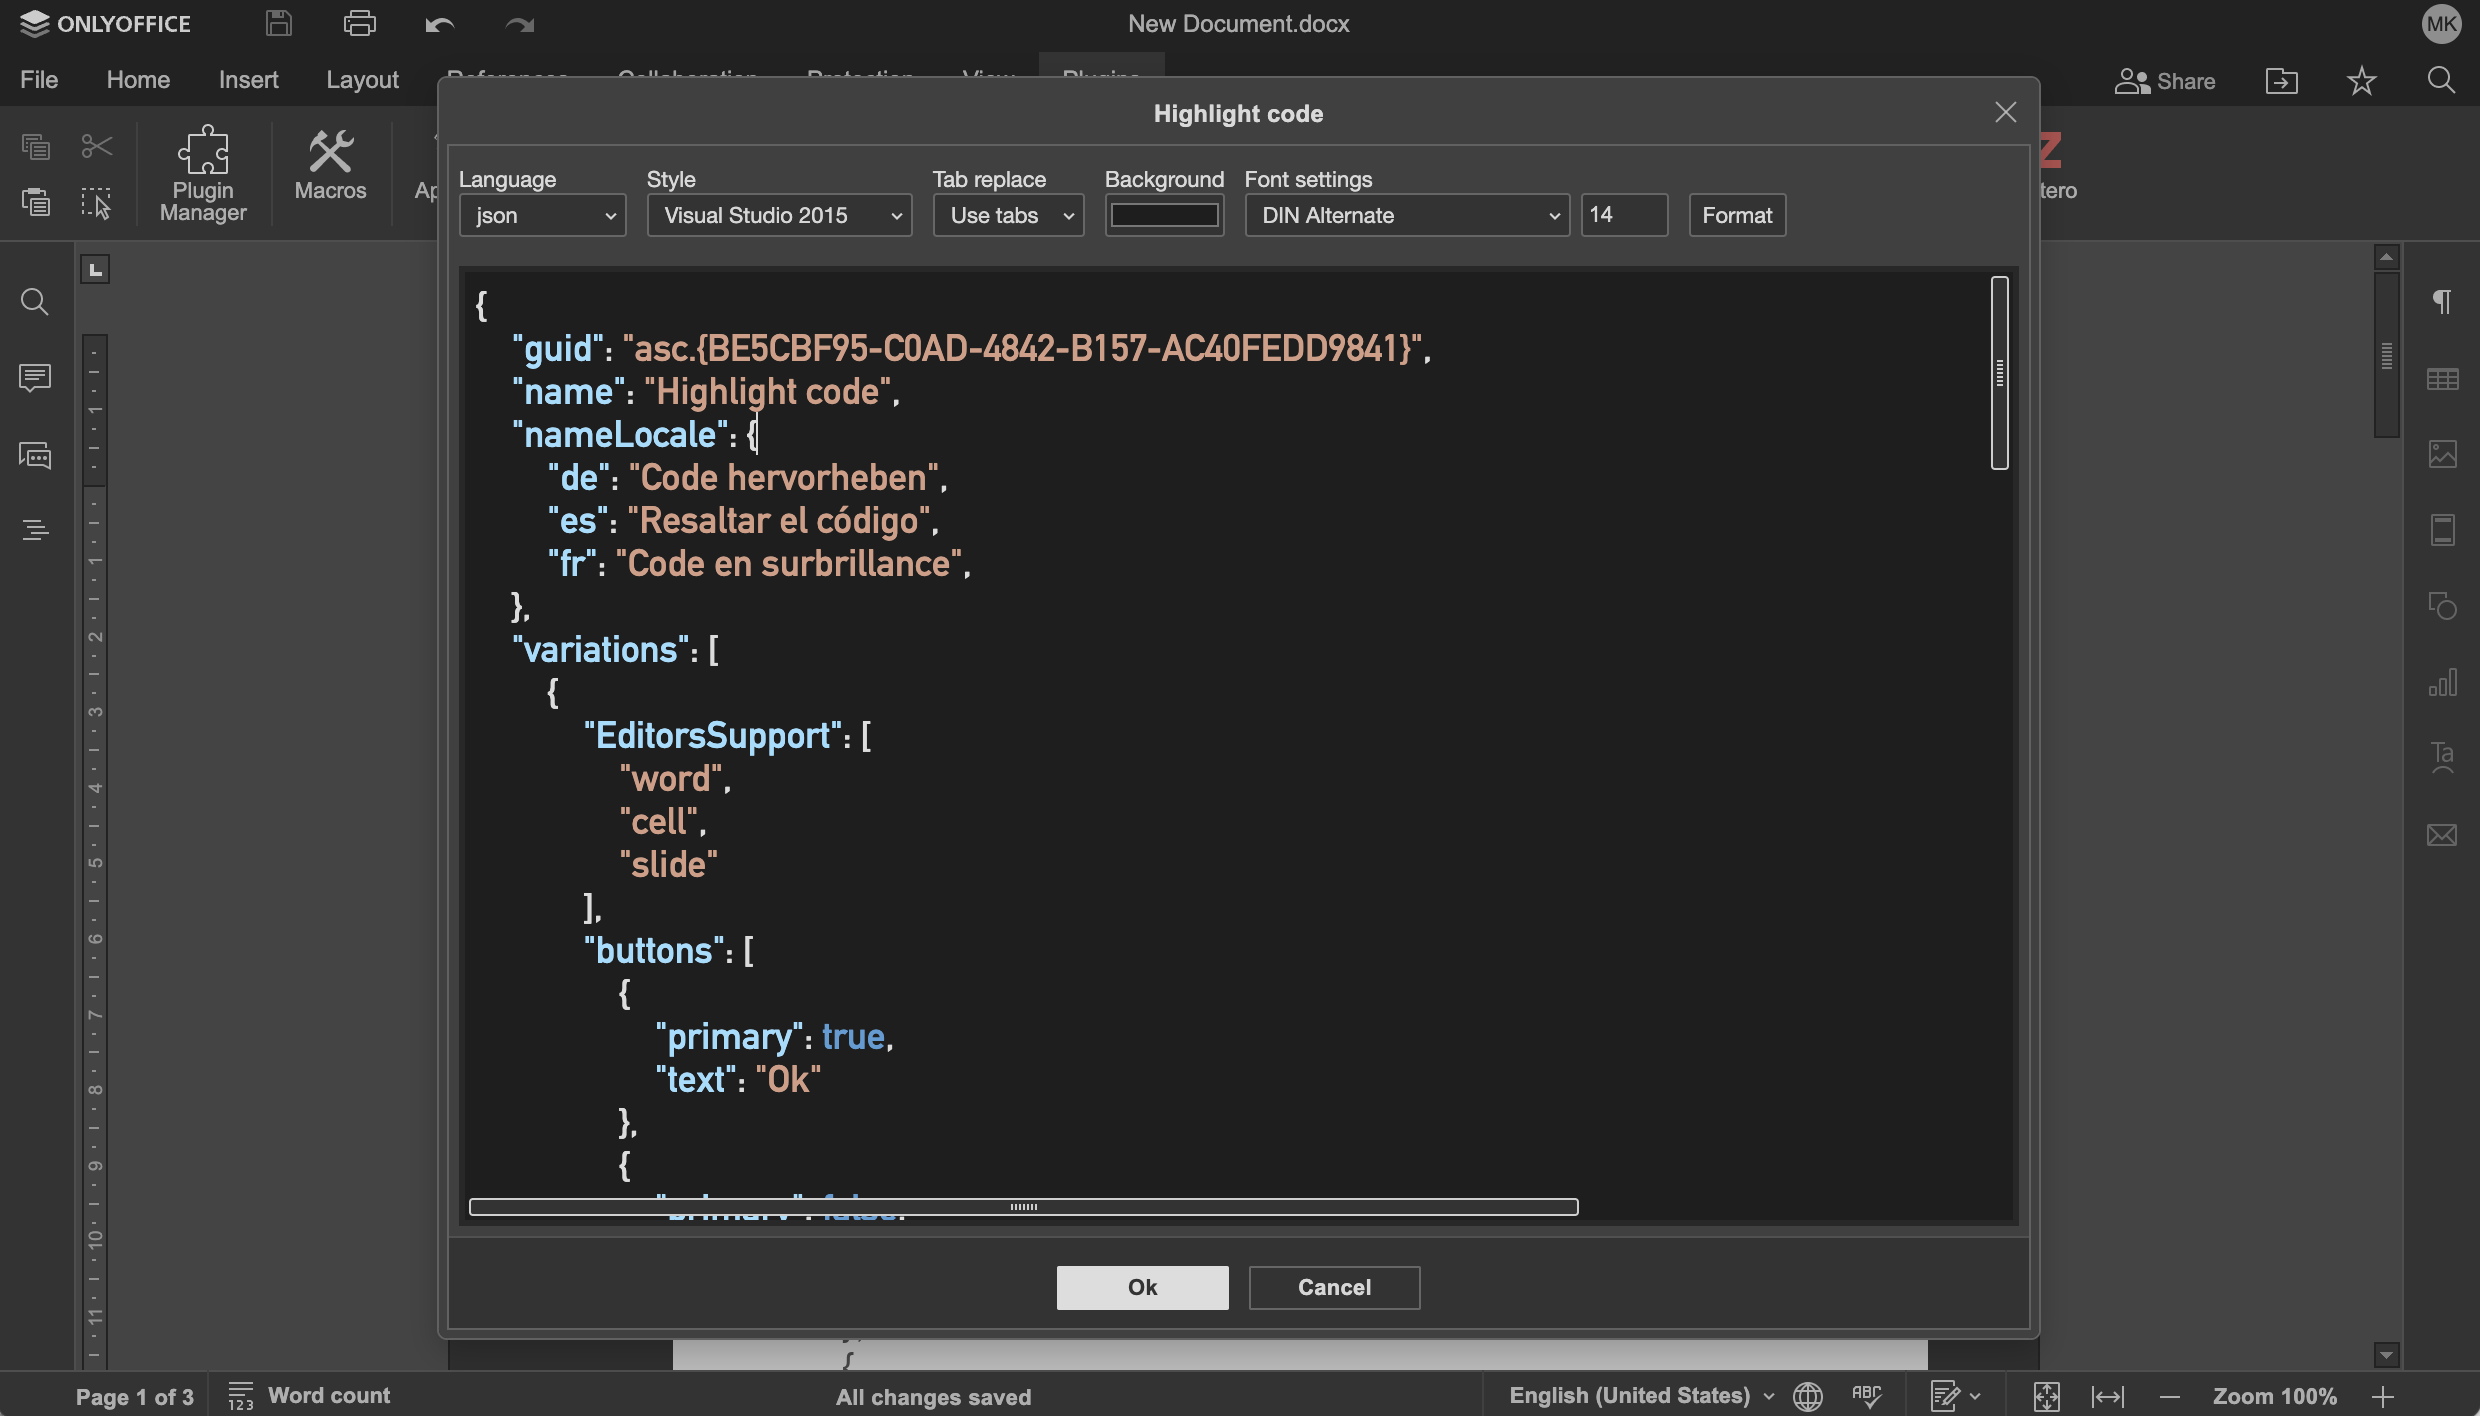 ONLYOFFICE
New Document.docx
MK
File Home Insert Layout References Collaboration Protection View Plugins
Share
Plugin Manager
Macros
Highlight code
Language Style Tab replace Background Font settings
json Visual Studio 2015 Use tabs DIN Alternate 14 Format
{
"guid": "asc.{BE5CBF95-C0AD-4842-B157-AC40FEDD9841}",
"name": "Highlight code",
"nameLocale": {
"de": "Code hervorheben",
"es": "Resaltar el código",
"fr": "Code en surbrillance",
},
"variations": [
{
"EditorsSupport": [
"word",
"cell",
"slide"
],
"buttons": [
{
"primary": true,
"text": "Ok"
},
{
"primary": false,
Ok Cancel
{
Page 1 of 3 Word count All changes saved English (United States) Zoom 100%